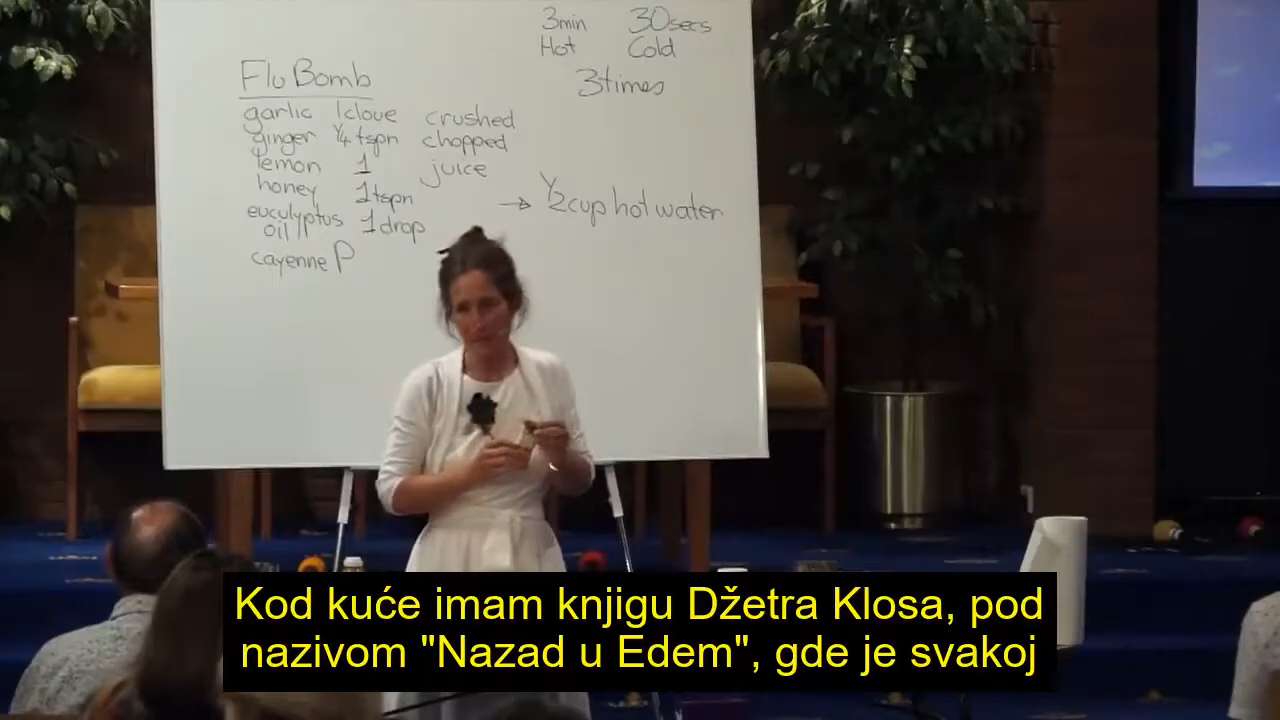 3min 30secs
Hot Cold
3times
Flu Bomb
garlic 1clove crushed
ginger ¼ tspn chopped
lemon 1 juice
honey 1tspn
→ ½cup hot water
euculyptus 1drop
oil
cayenne P
Kod kuće imam knjigu Džetra Klosa, pod
nazivom "Nazad u Edem", gde je svakoj